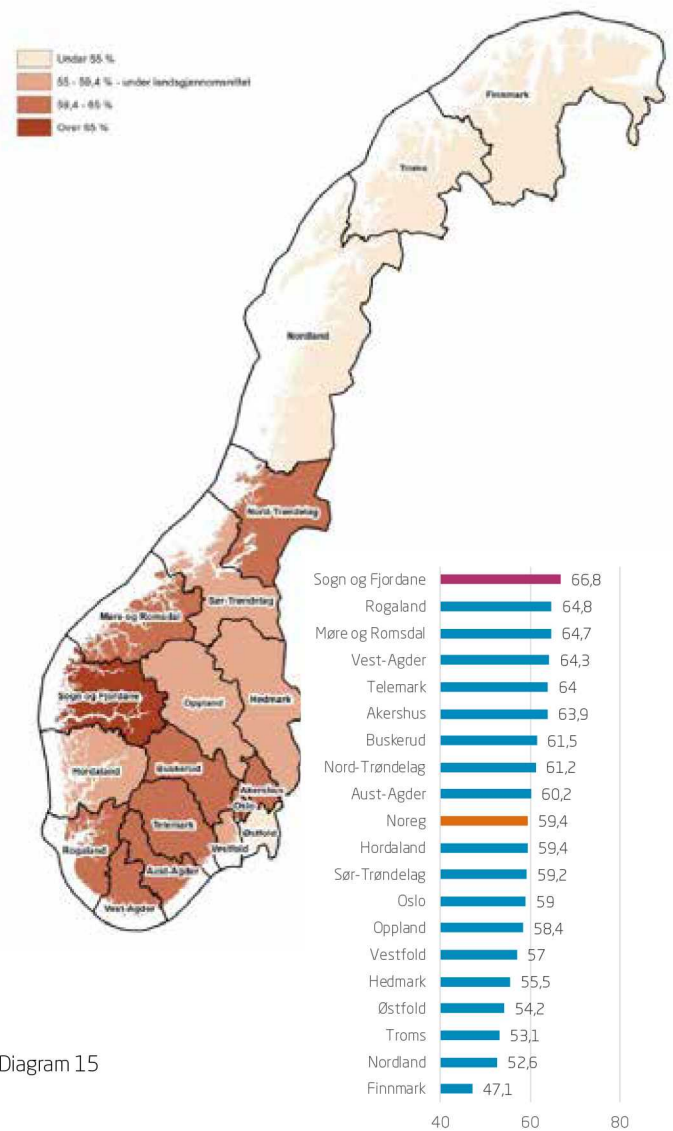 Under 55 %
55 - 59,4 % - under landsgjennomsnittet
59,4 - 65 %
Over 65 %
Finnmark
Troms
Nordland
Nord-Trøndelag
Sør-Trøndelag
Møre og Romsdal
Sogn og Fjordane
Oppland
Hedmark
Hordaland
Buskerud
Akershus
Oslo
Telemark
Østfold
Vestfold
Rogaland
Aust-Agder
Vest-Agder
Sogn og Fjordane 66,8
Rogaland 64,8
Møre og Romsdal 64,7
Vest-Agder 64,3
Telemark 64
Akershus 63,9
Buskerud 61,5
Nord-Trøndelag 61,2
Aust-Agder 60,2
Noreg 59,4
Hordaland 59,4
Sør-Trøndelag 59,2
Oslo 59
Oppland 58,4
Vestfold 57
Hedmark 55,5
Østfold 54,2
Troms 53,1
Nordland 52,6
Finnmark 47,1
40 60 80
Diagram 15